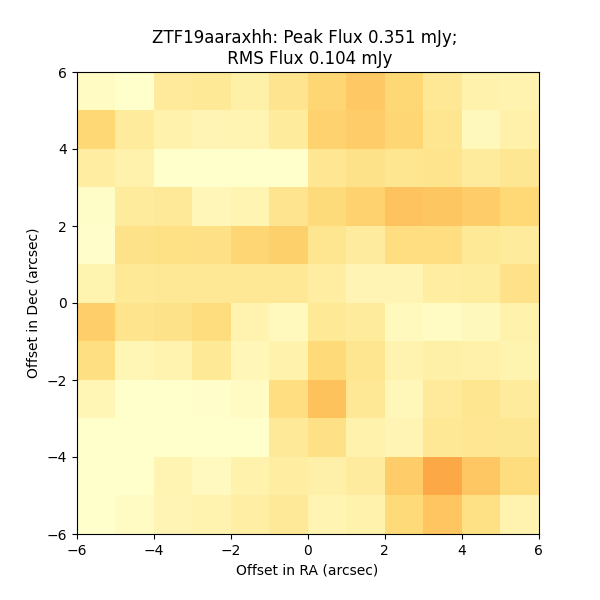 ZTF19aaraxhh: Peak Flux 0.351 mJy;
RMS Flux 0.104 mJy
6
4
2
0
−2
−4
−6
Offset in Dec (arcsec)
−6 −4 −2 0 2 4 6
Offset in RA (arcsec)